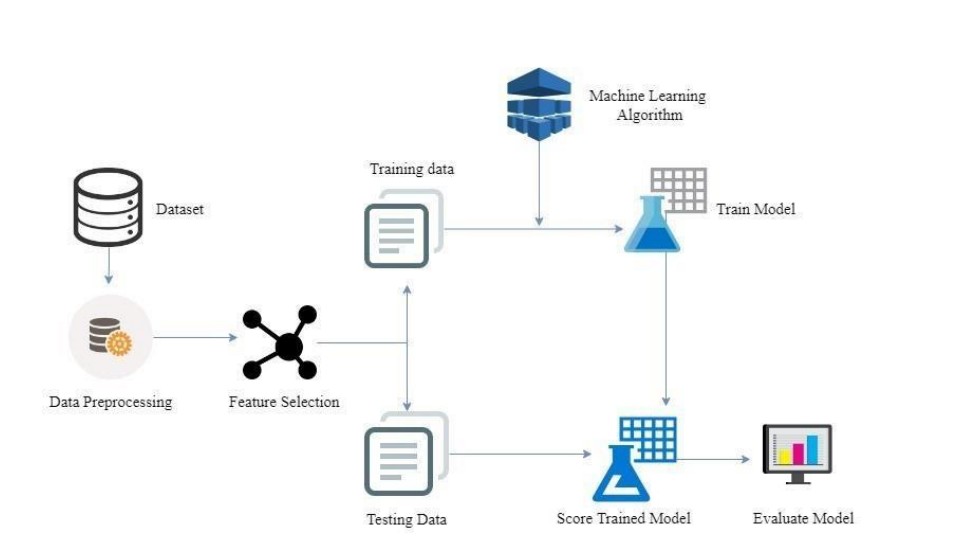 Machine Learning
Algorithm
Training data
Dataset
Train Model
Data Preprocessing
Feature Selection
Testing Data
Score Trained Model
Evaluate Model